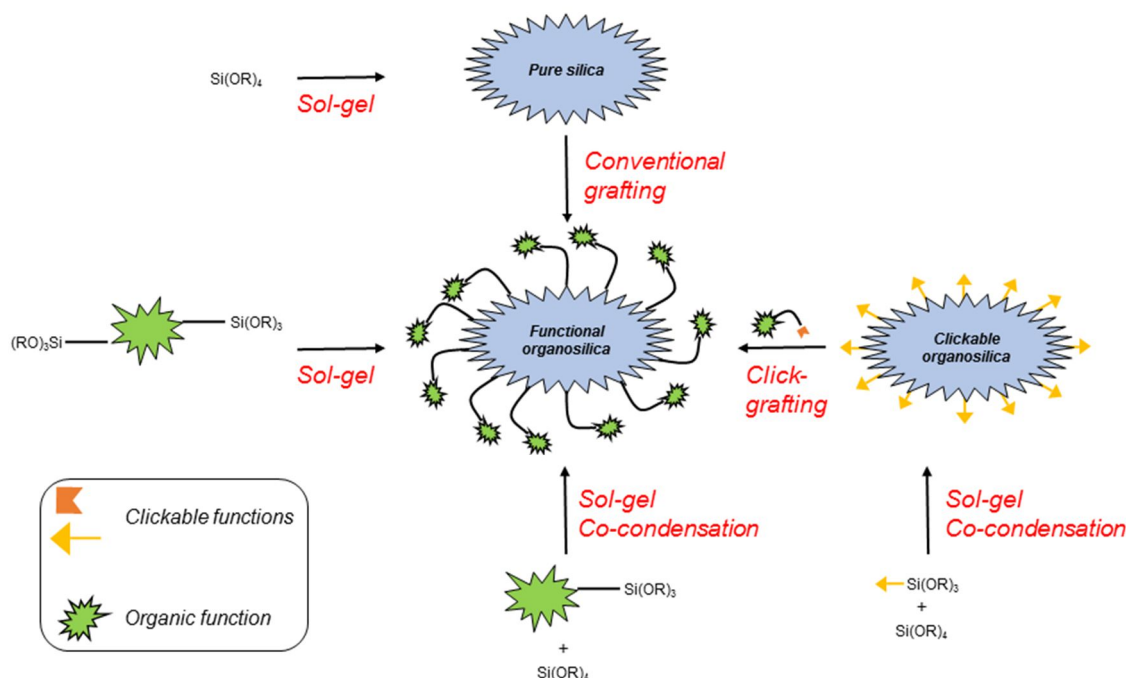 Si(OR)₄
Sol-gel
Pure silica
Conventional
grafting
(RO)₃Si
Si(OR)₃
Sol-gel
Functional
organosilica
Click-
grafting
Clickable
organosilica
Clickable functions
Organic function
Sol-gel
Co-condensation
Si(OR)₃
+
Si(OR)₄
Sol-gel
Co-condensation
Si(OR)₃
+
Si(OR)₄